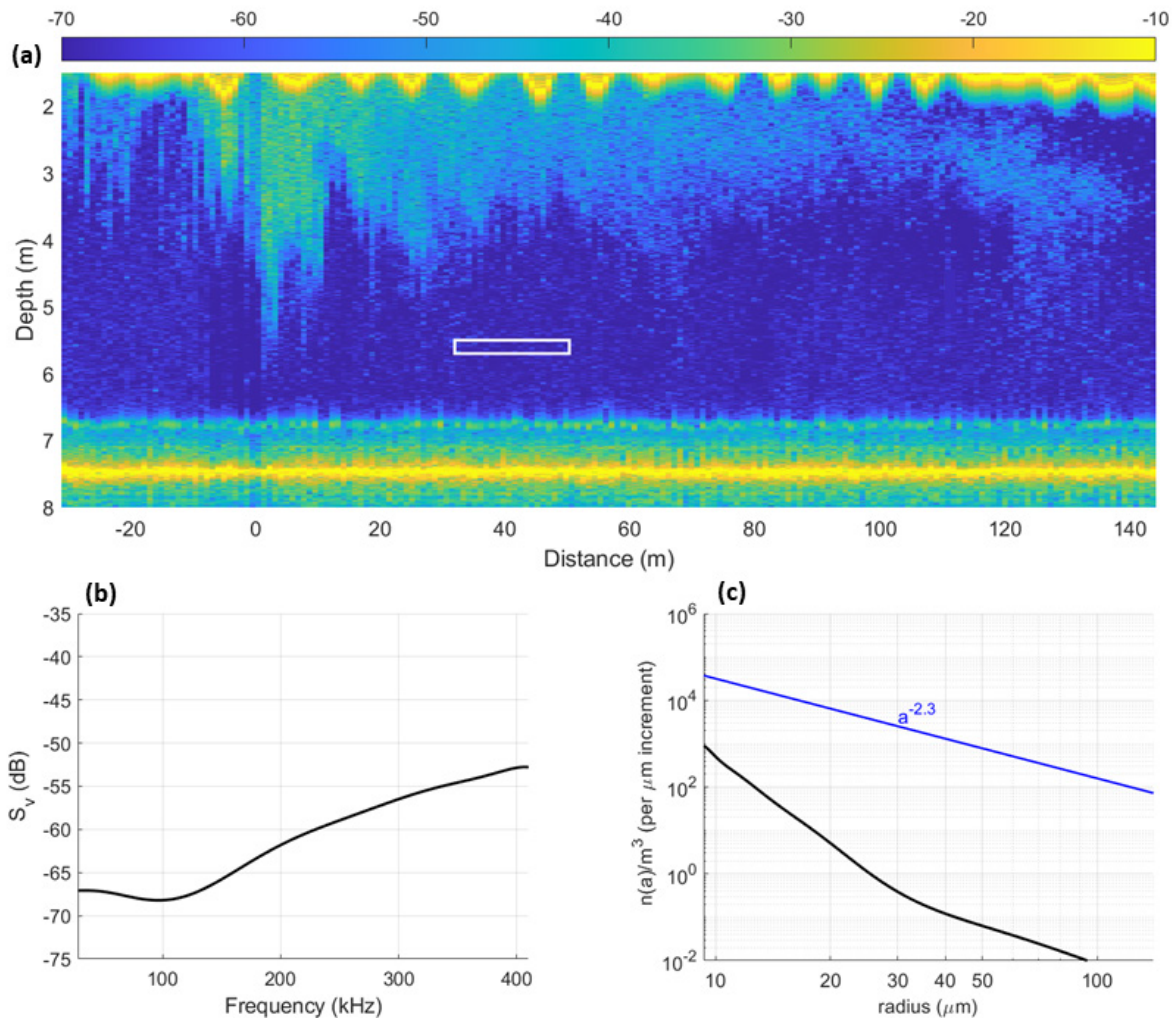 -70 -60 -50 -40 -30 -20 -10
(a)
2
3
4
5
6
7
8
Depth (m)
-20 0 20 40 60 80 100 120 140
Distance (m)
(b)
-35
-40
-45
-50
-55
-60
-65
-70
-75
S_v (dB)
100 200 300 400
Frequency (kHz)
(c)
10^6
10^4
10^2
10^0
10^-2
n(a)/m^3 (per μm increment)
a^-2.3
10 20 30 40 50 100
radius (μm)